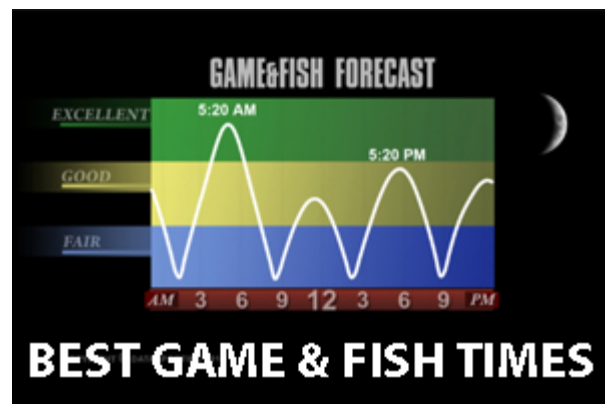 GAME&FISH FORECAST
EXCELLENT
5:20 AM
5:20 PM
GOOD
FAIR
AM 3 6 9 12 3 6 9 PM
BEST GAME & FISH TIMES